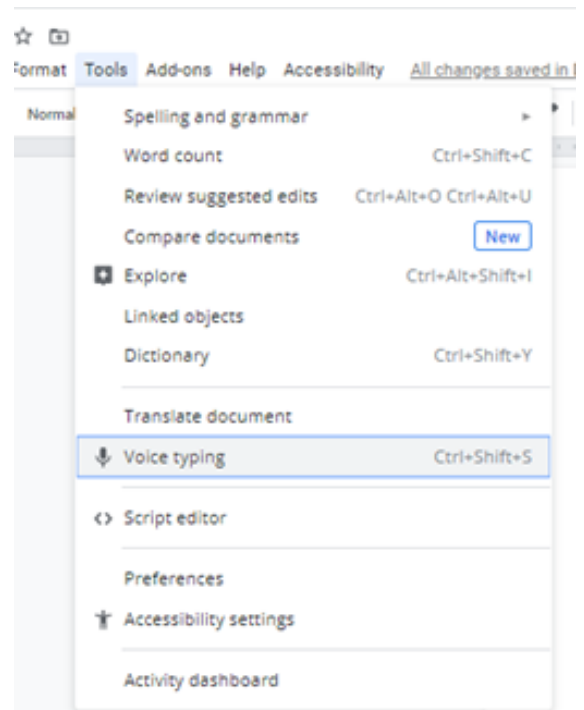 Format Tools Add-ons Help Accessibility All changes saved in
Normal
Spelling and grammar
Word count Ctrl+Shift+C
Review suggested edits Ctrl+Alt+O Ctrl+Alt+U
Compare documents New
Explore Ctrl+Alt+Shift+I
Linked objects
Dictionary Ctrl+Shift+Y
Translate document
Voice typing Ctrl+Shift+S
Script editor
Preferences
Accessibility settings
Activity dashboard